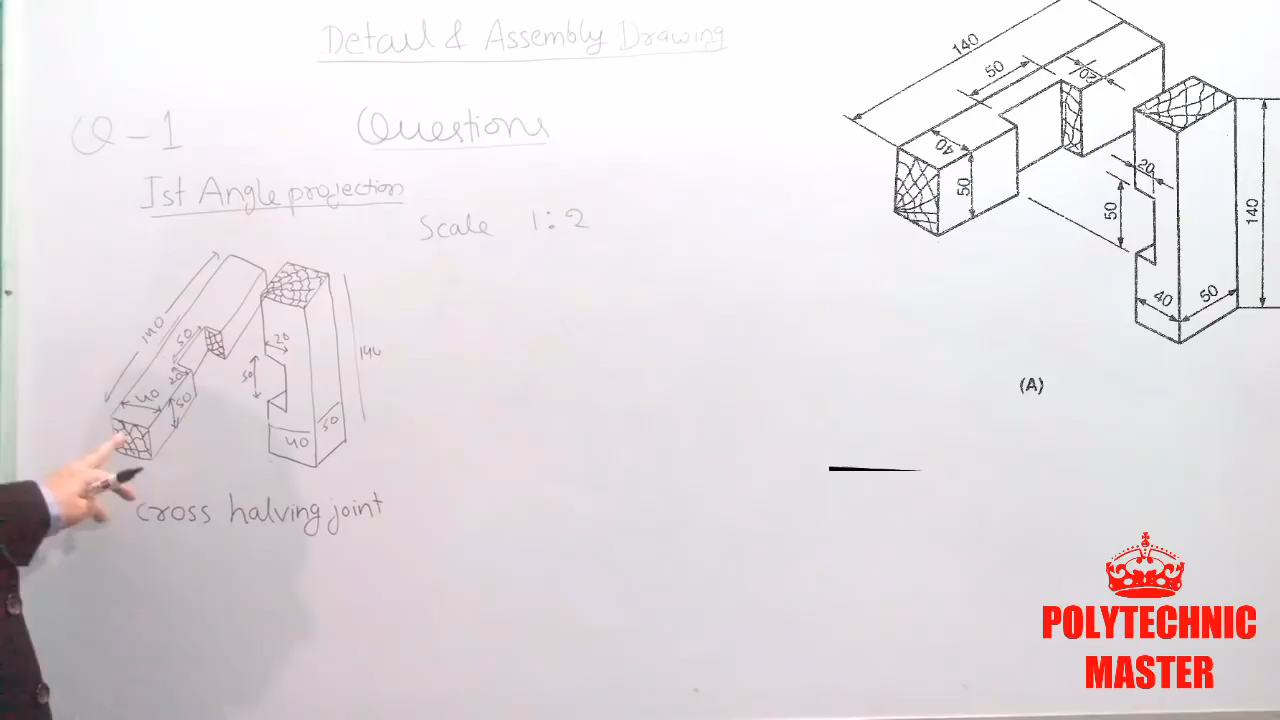 Detail & Assembly Drawing
Q-1
Questions
Ist Angle projection
Scale 1:2
140
50
20
40
50
20
50
140
40
50
cross halving joint
140
50
20
40
50
20
50
140
40
50
(A)
POLYTECHNIC
MASTER